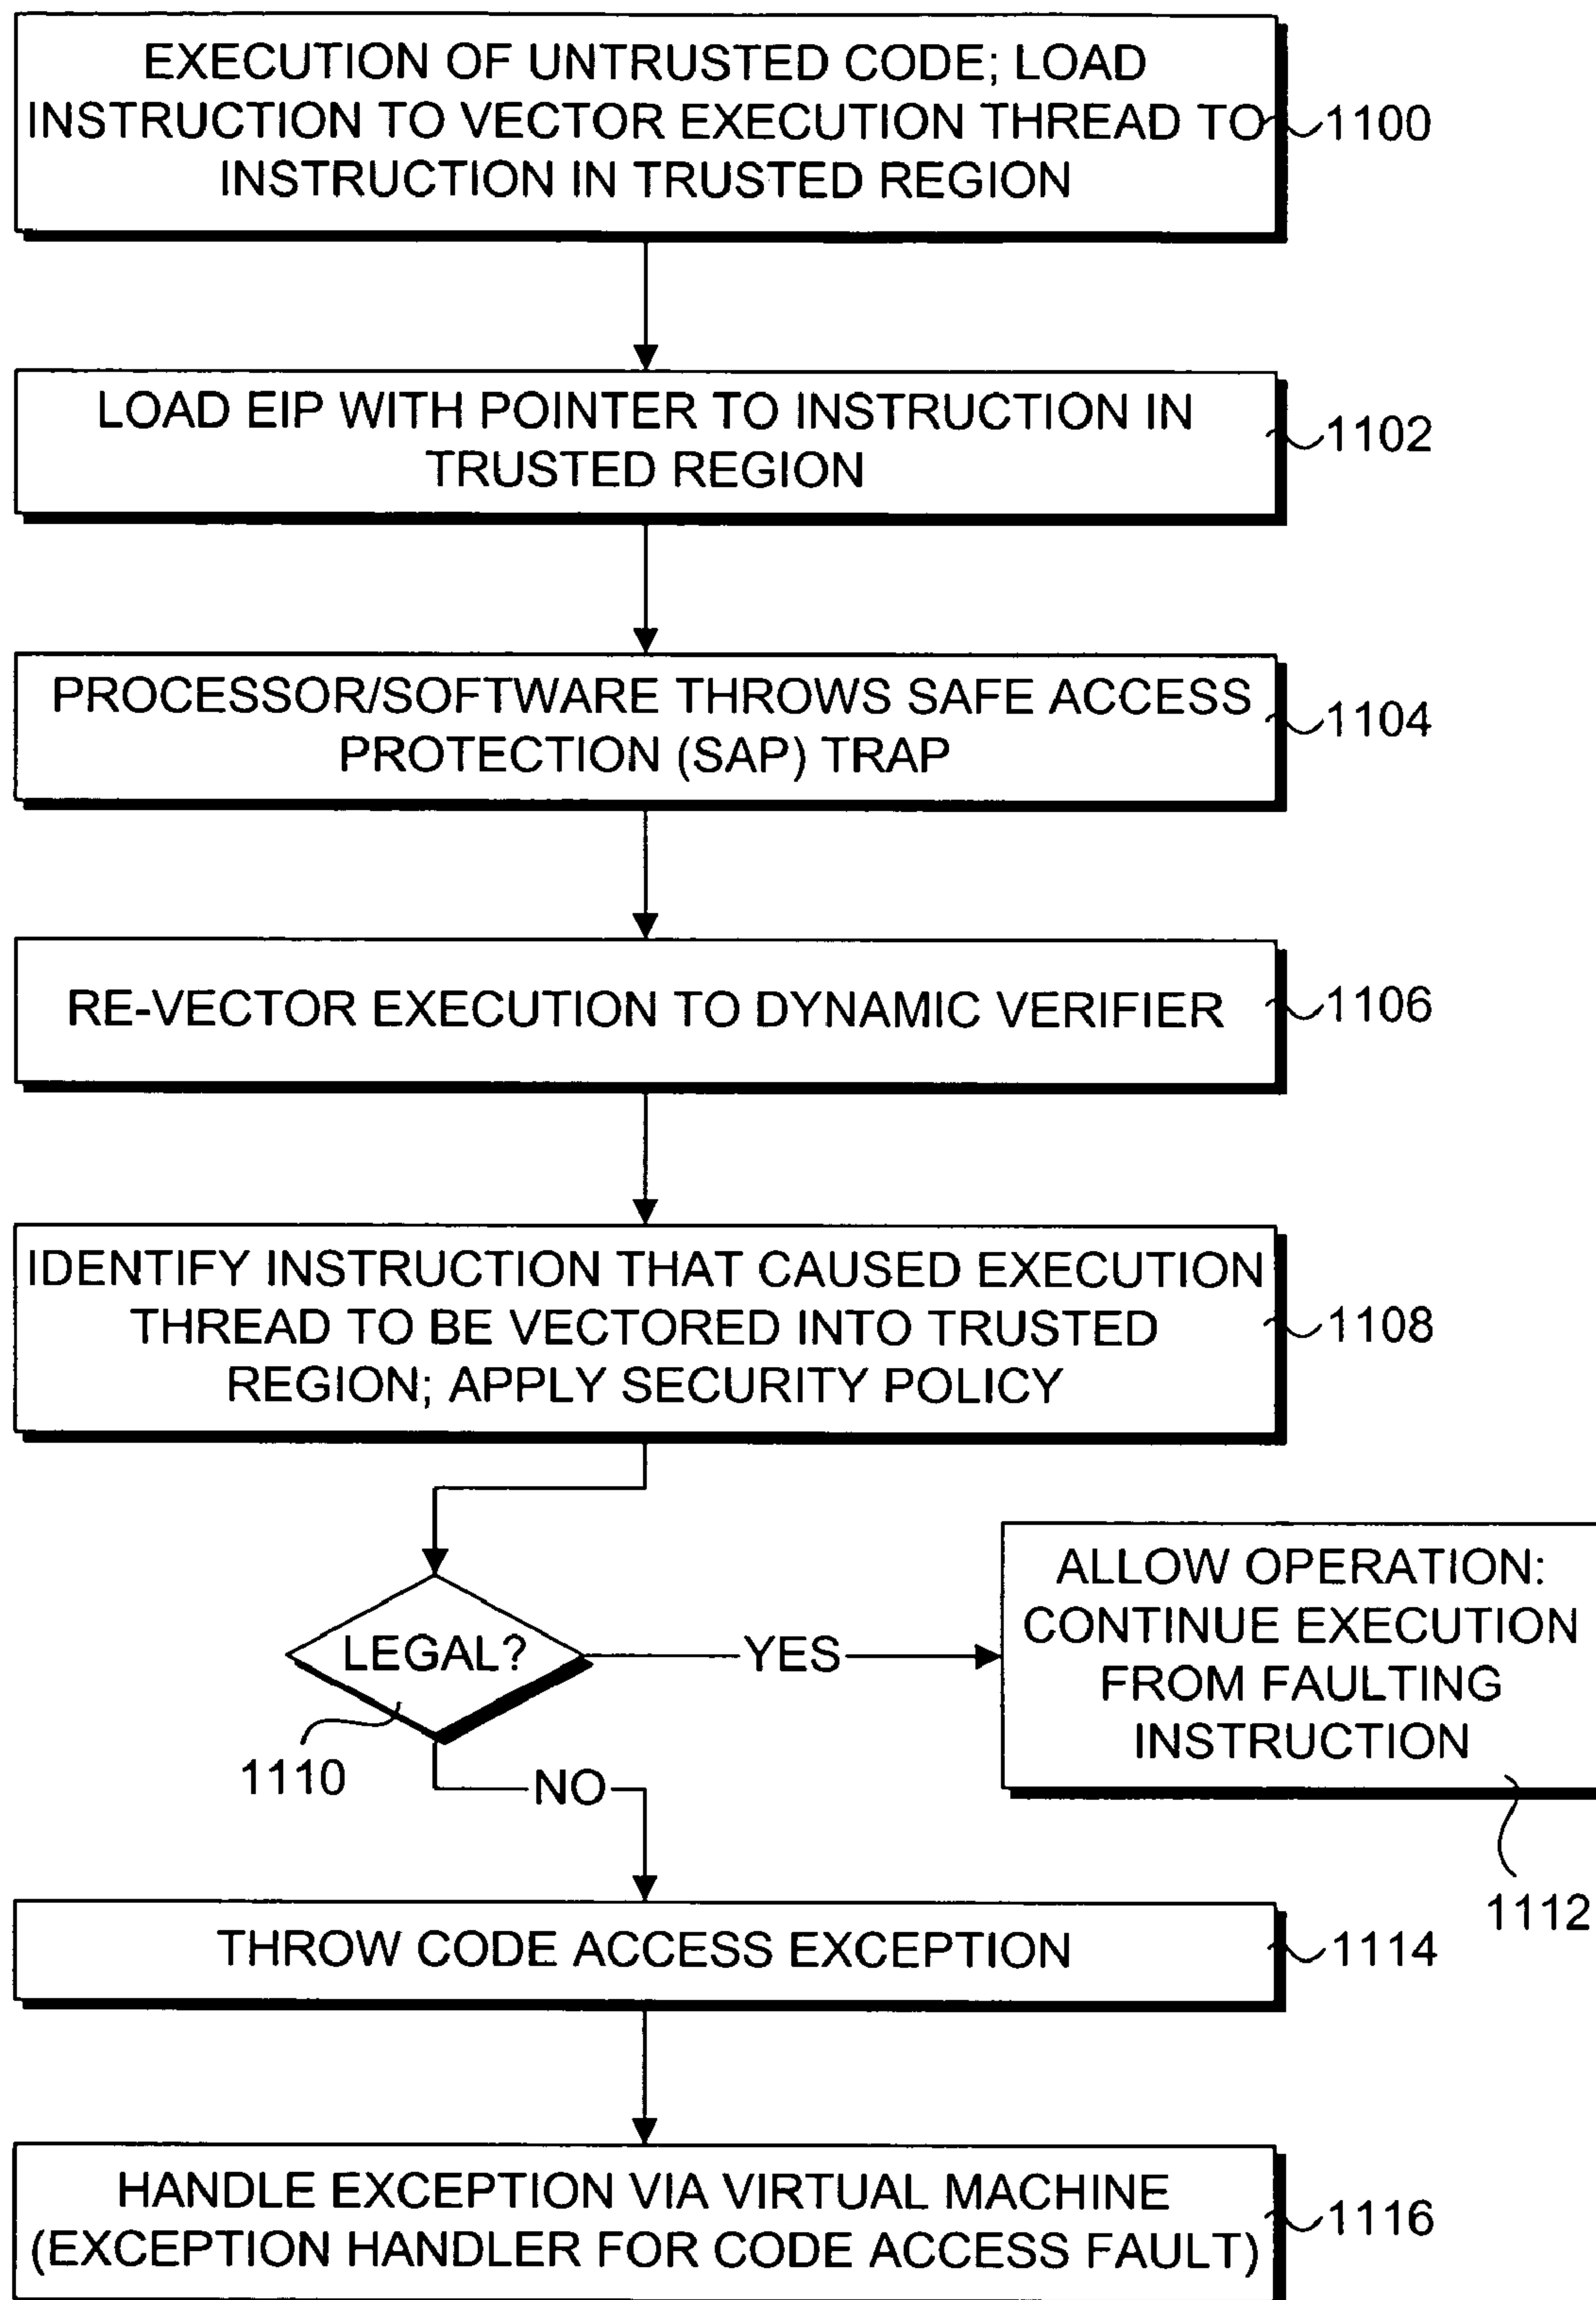 EXECUTION OF UNTRUSTED CODE; LOAD
INSTRUCTION TO VECTOR EXECUTION THREAD TO
INSTRUCTION IN TRUSTED REGION
1100
LOAD EIP WITH POINTER TO INSTRUCTION IN
TRUSTED REGION
1102
PROCESSOR/SOFTWARE THROWS SAFE ACCESS
PROTECTION (SAP) TRAP
1104
RE-VECTOR EXECUTION TO DYNAMIC VERIFIER
1106
IDENTIFY INSTRUCTION THAT CAUSED EXECUTION
THREAD TO BE VECTORED INTO TRUSTED
REGION; APPLY SECURITY POLICY
1108
LEGAL?
1110
YES
ALLOW OPERATION:
CONTINUE EXECUTION
FROM FAULTING
INSTRUCTION
1112
NO
THROW CODE ACCESS EXCEPTION
1114
HANDLE EXCEPTION VIA VIRTUAL MACHINE
(EXCEPTION HANDLER FOR CODE ACCESS FAULT)
1116